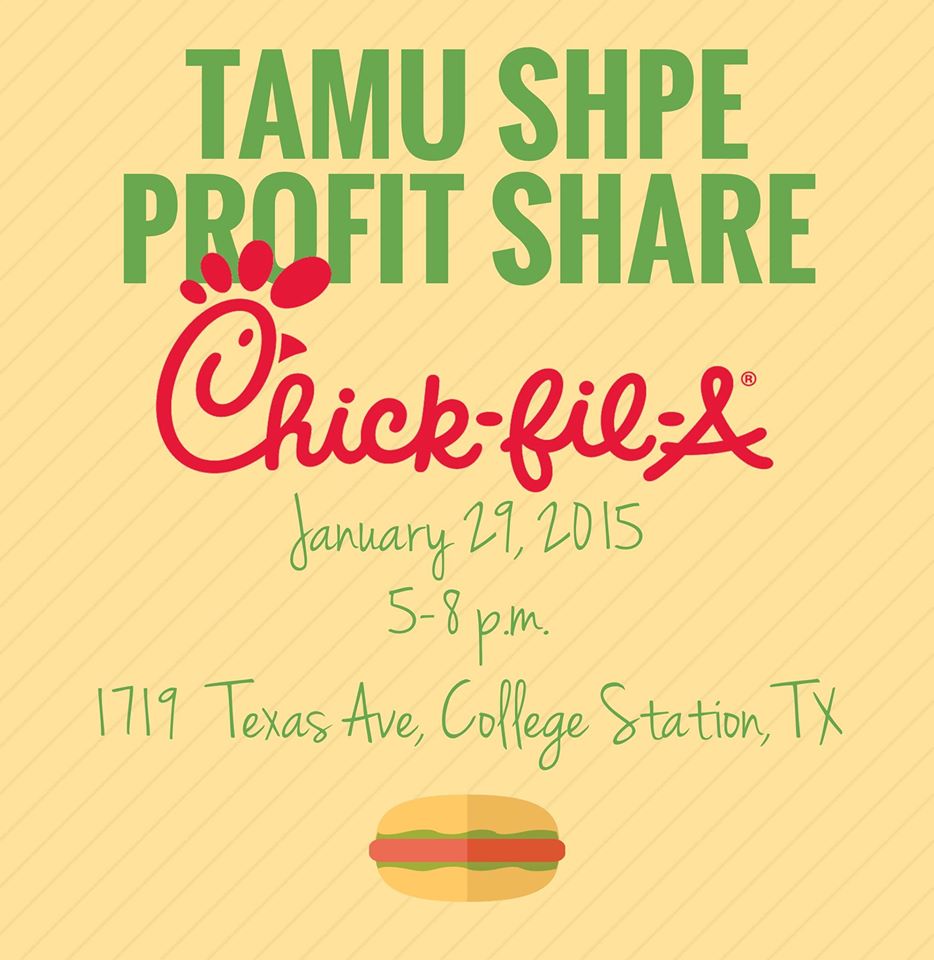 TAMU SHPE
PROFIT SHARE
Chick-fil-A®
January 29, 2015
5-8 p.m.
1719 Texas Ave, College Station, TX